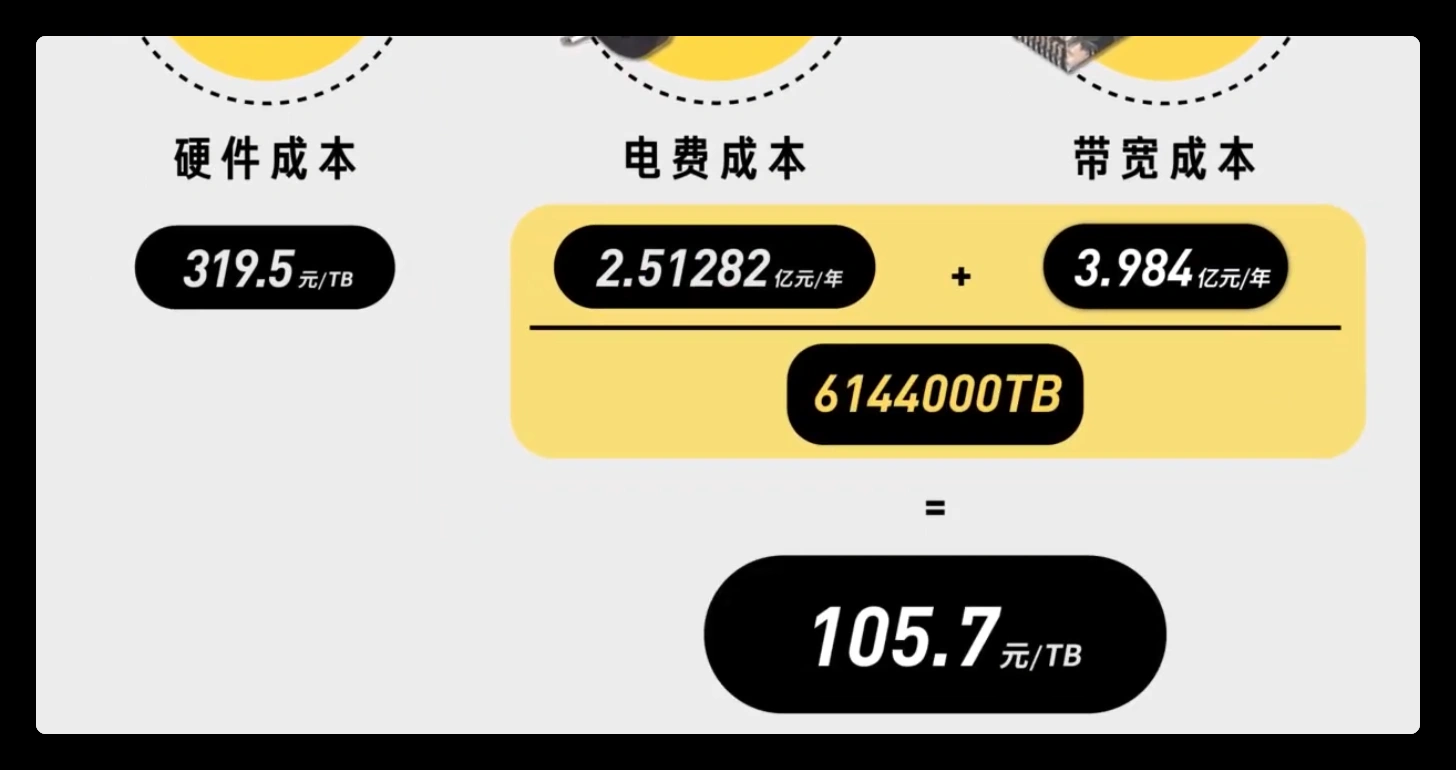 硬件成本
电费成本
带宽成本
319.5元/TB
2.51282亿元/年
+
3.984亿元/年
6144000TB
=
105.7元/TB